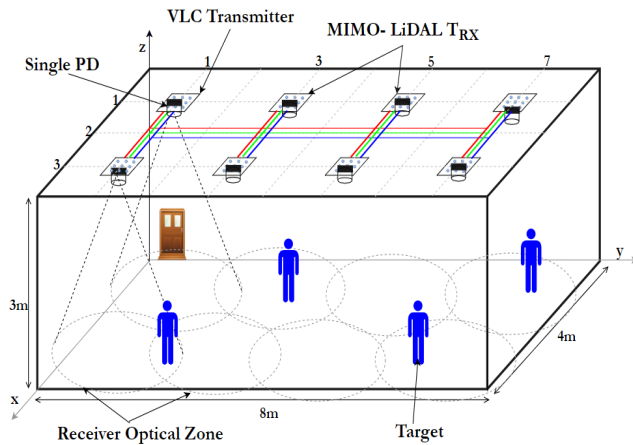 VLC Transmitter
MIMO- LiDAL TRX
Single PD
z
1
3
5
7
1
2
3
y
3m
4m
x
8m
Receiver Optical Zone
Target